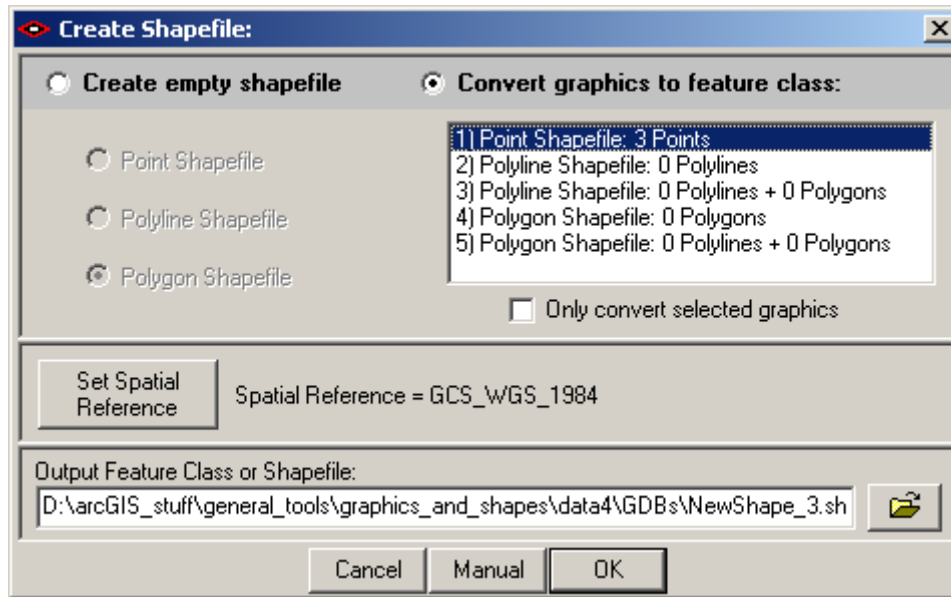 Create Shapefile:
Create empty shapefile
Convert graphics to feature class:
Point Shapefile
Polyline Shapefile
Polygon Shapefile
1) Point Shapefile: 3 Points
2) Polyline Shapefile: 0 Polylines
3) Polyline Shapefile: 0 Polylines + 0 Polygons
4) Polygon Shapefile: 0 Polygons
5) Polygon Shapefile: 0 Polylines + 0 Polygons
Only convert selected graphics
Set Spatial
Reference
Spatial Reference = GCS_WGS_1984
Output Feature Class or Shapefile:
D:\arcGIS_stuff\general_tools\graphics_and_shapes\data4\GDBs\NewShape_3.sh
Cancel
Manual
OK